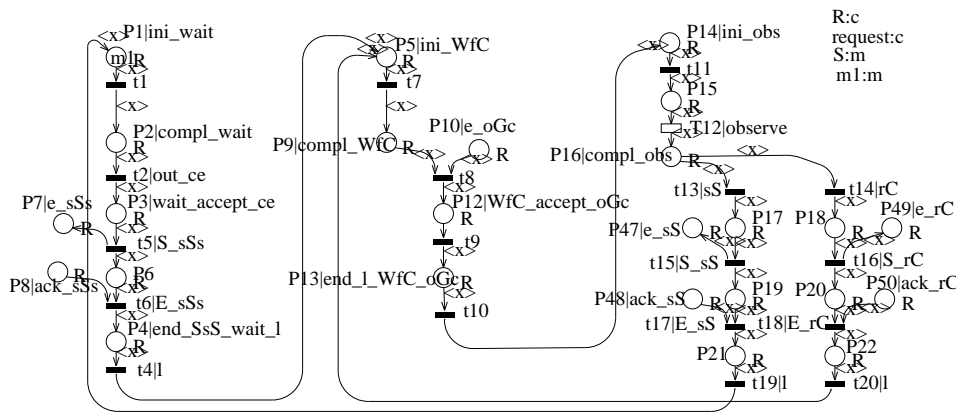 P1|ini_wait
<x>
m1 R
<x>
t1
<x>
P2|compl_wait
R
<x>
t2|out_ce
<x>
P3|wait_accept_ce
R
<x>
P7|e_sSs
R
t5|S_sSs
<x>
P6
R
P8|ack_sSs
R
<x>
t6|E_sSs
<x>
P4|end_SsS_wait_l
R
<x>
t4|l
<x>
<x>
P5|ini_WfC
R
<x>
t7
<x>
P9|compl_WfC
R
<x>
P10|e_oGc
R
<x>
t8
<x>
P12|WfC_accept_oGc
R
<x>
t9
<x>
P13|end_l_WfC_oGc
R
<x>
t10
<x>
P14|ini_obs
R
<x>
t11
<x>
P15
R
<x>
T12|observe
<x>
P16|compl_obs
R
<x>
<x>
t13|sS
<x>
P17
R
<x>
P47|e_sS
R
<x>
t15|S_sS
<x>
P19
R
<x>
P48|ack_sS
R
<x>
t17|E_sS
<x>
P21
R
<x>
t19|l
t14|rC
<x>
P18
R
<x>
P49|e_rC
R
<x>
t16|S_rC
<x>
P20
R
<x>
P50|ack_rC
R
<x>
t18|E_rC
<x>
P22
R
<x>
t20|l
R:c
request:c
S:m
m1:m